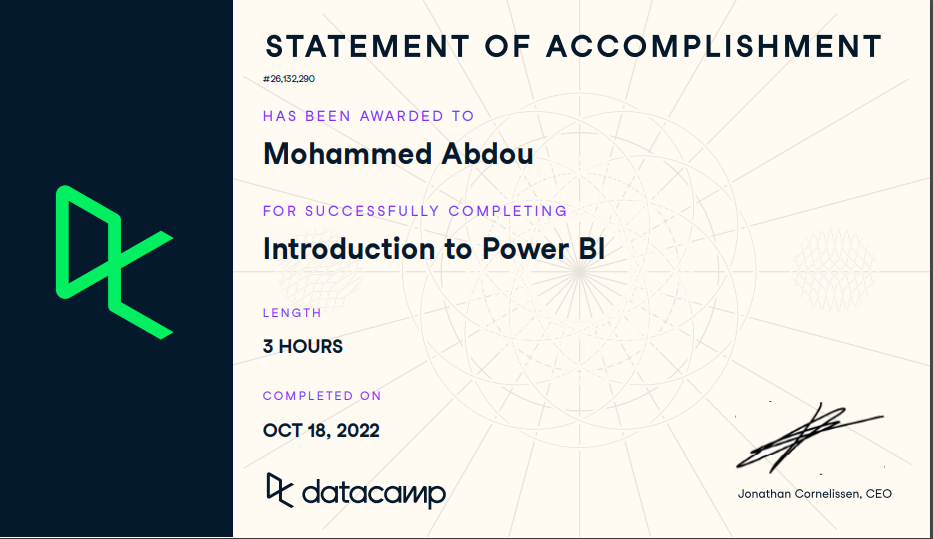 STATEMENT OF ACCOMPLISHMENT
#26,132,290
HAS BEEN AWARDED TO
Mohammed Abdou
FOR SUCCESSFULLY COMPLETING
Introduction to Power BI
LENGTH
3 HOURS
COMPLETED ON
OCT 18, 2022
datacamp
Jonathan Cornelissen, CEO